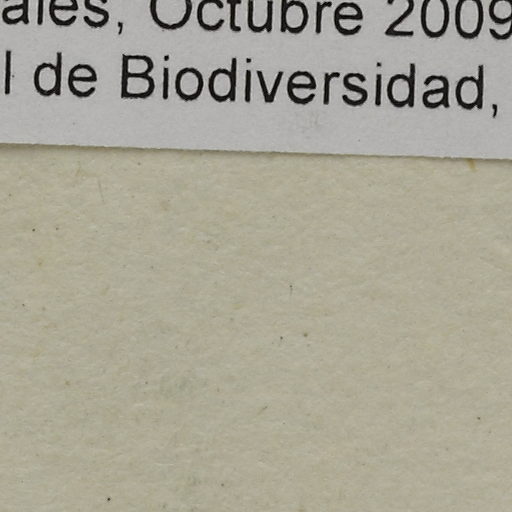 ales, Octubre 2009
l de Biodiversidad,